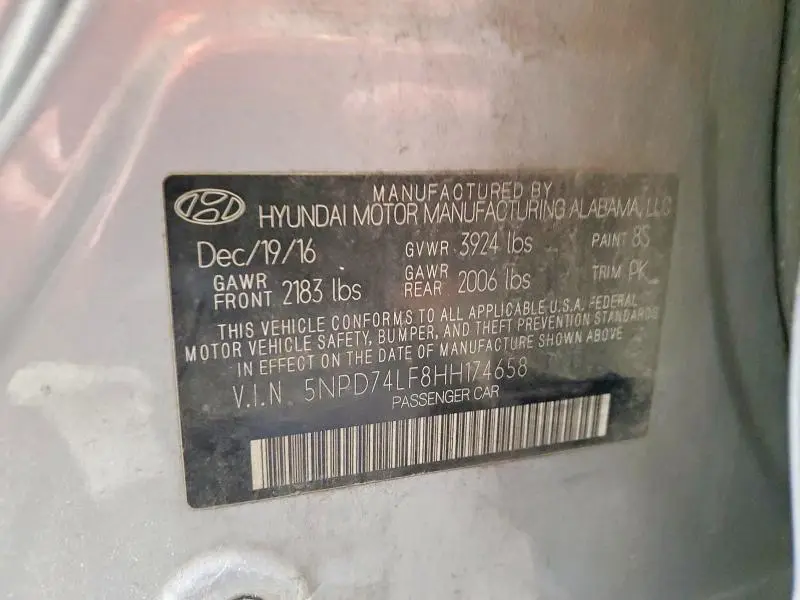 MANUFACTURED BY
HYUNDAI MOTOR MANUFACTURING ALABAMA, LLC
Dec/19/16 GVWR 3924 lbs PAINT 8S
GAWR FRONT 2183 lbs GAWR REAR 2006 lbs TRIM PK
THIS VEHICLE CONFORMS TO ALL APPLICABLE U.S.A. FEDERAL
MOTOR VEHICLE SAFETY, BUMPER, AND THEFT PREVENTION STANDARDS
IN EFFECT ON THE DATE OF MANUFACTURE SHOWN ABOVE
V.I.N 5NPD74LF8HH174658
PASSENGER CAR